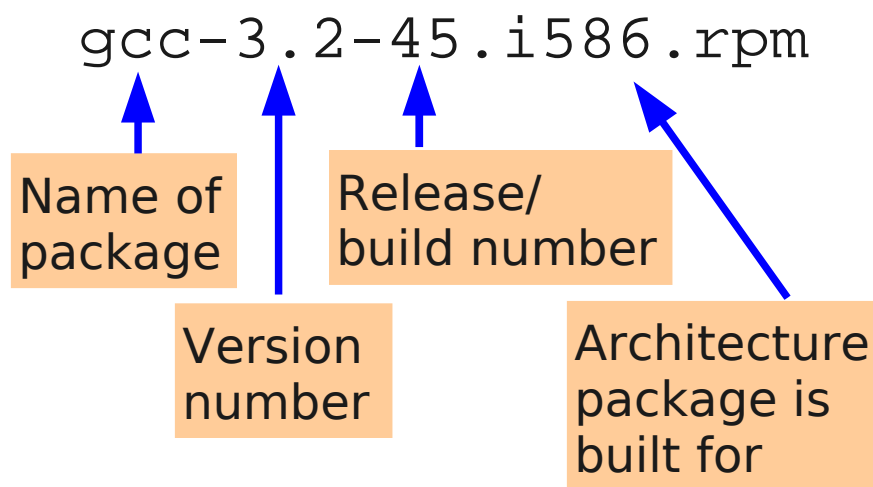 gcc-3.2-45.i586.rpm
Name of
package
Release/
build number
Version
number
Architecture
package is
built for